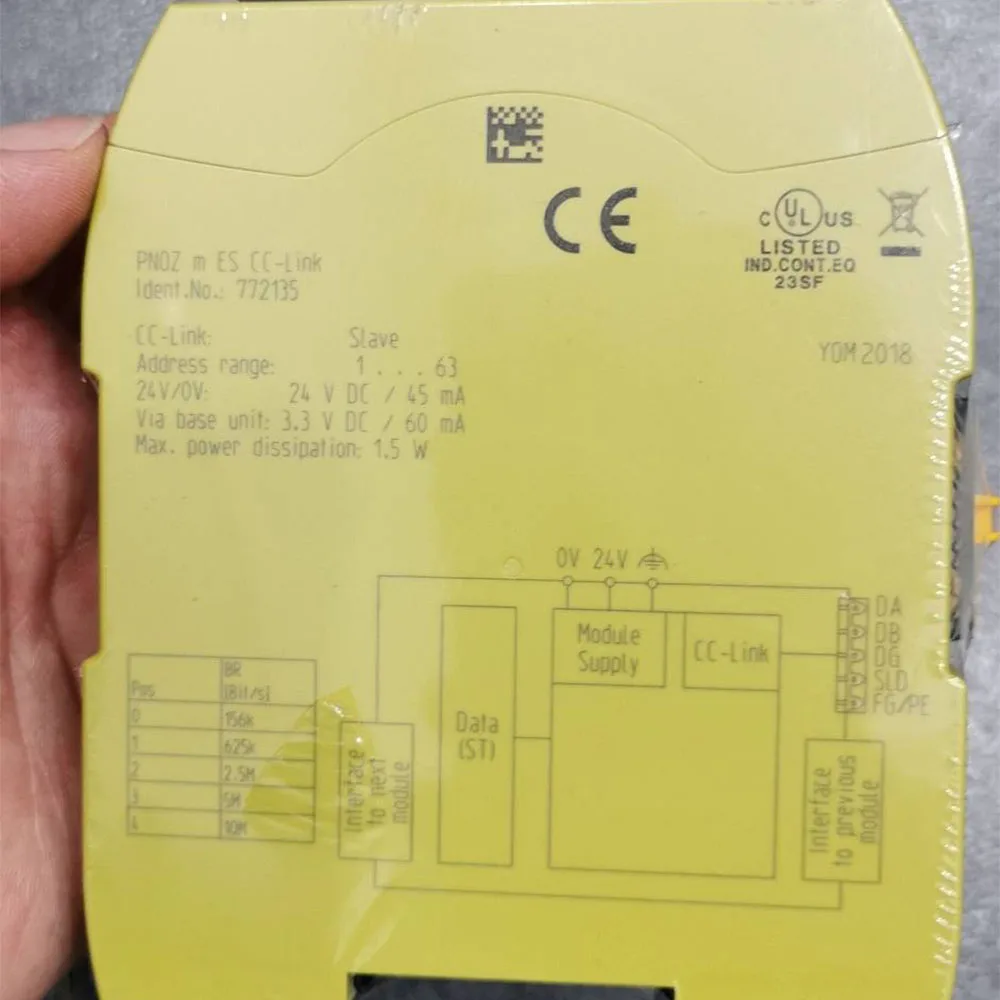 CE
C UL US
LISTED
IND.CONT.EQ
23SF
PNOZ m ES CC-Link
Ident.No.: 772135
CC-Link: Slave
Address range: 1 . . . 63
24V/0V: 24 V DC / 45 mA
Via base unit: 3.3 V DC / 60 mA
Max. power dissipation: 1.5 W
YOM 2018
0V 24V
Module
Supply
CC-Link
DA
DB
DG
SLD
FG/PE
Data
(ST)
Interface
to next
module
Interface
to previous
module
Pos BR
(Bit/s)
0 156k
1 625k
2 2.5M
3 5M
4 10M